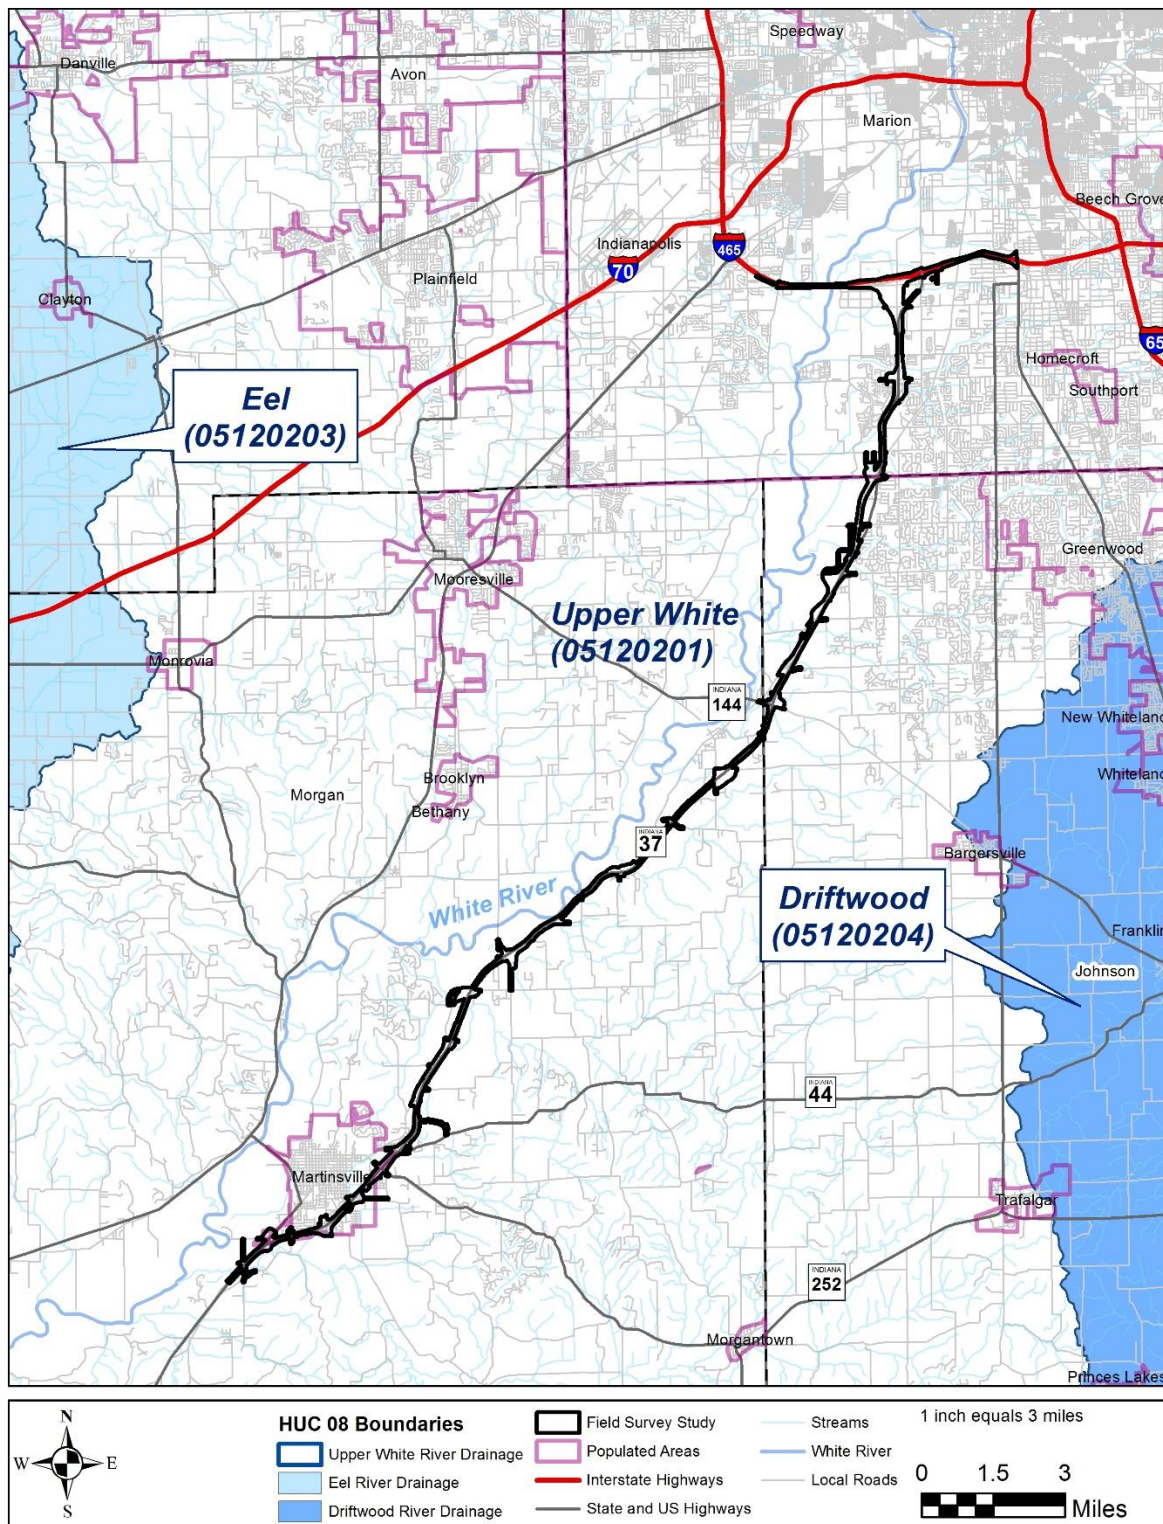 Speedway
Danville
Avon
Marion
Beech Grove
Indianapolis
70
465
Plainfield
Clayton
65
Homecroft
Southport
Eel
(05120203)
Greenwood
Mooresville
Upper White
(05120201)
Monrovia
INDIANA
144
New Whiteland
Whiteland
Brooklyn
Morgan
Bethany
INDIANA
37
Bargersville
White River
Driftwood
(05120204)
Franklin
Johnson
INDIANA
44
Martinsville
Trafalgar
INDIANA
252
Morgantown
Princes Lakes
N
W
E
S
HUC 08 Boundaries
Upper White River Drainage
Eel River Drainage
Driftwood River Drainage
Field Survey Study
Populated Areas
Interstate Highways
State and US Highways
Streams
White River
Local Roads
1 inch equals 3 miles
0 1.5 3
Miles